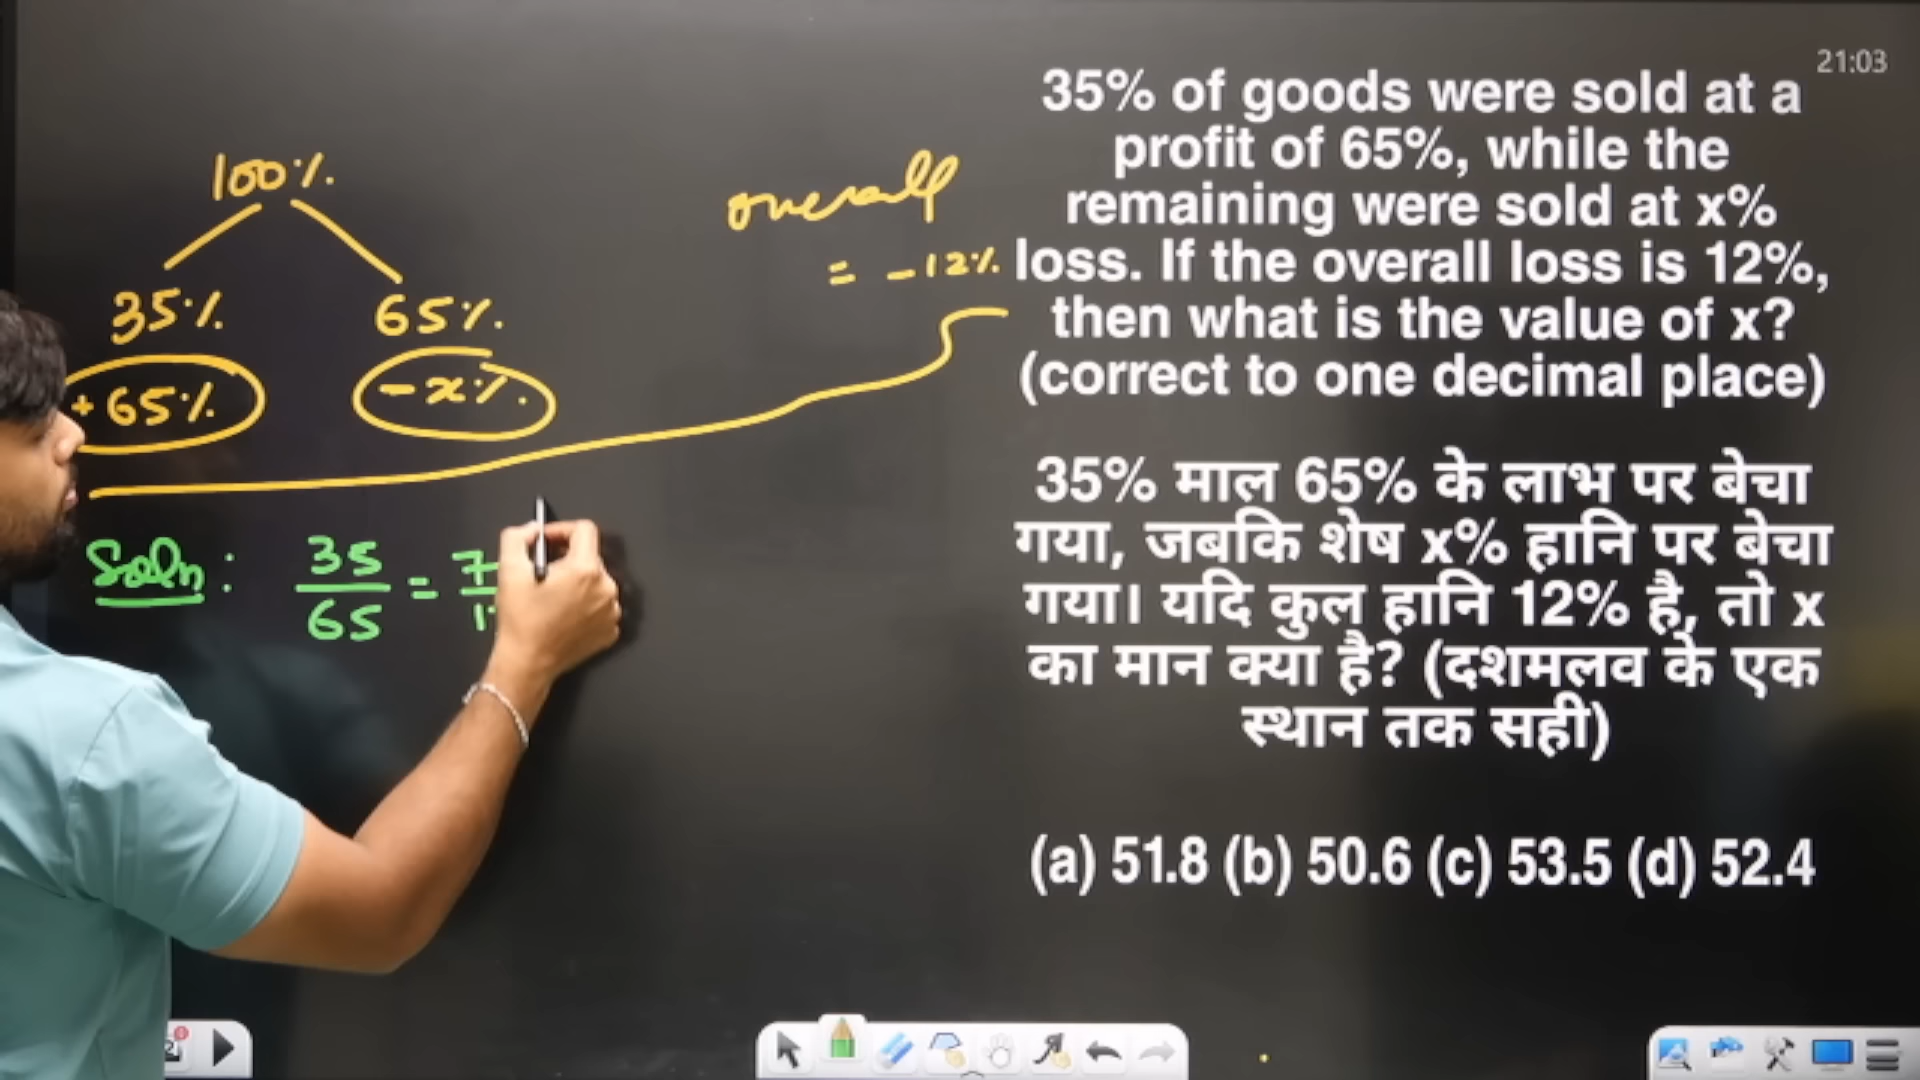 21:03
35% of goods were sold at a
profit of 65%, while the
remaining were sold at x%
loss. If the overall loss is 12%,
then what is the value of x?
(correct to one decimal place)
35% माल 65% के लाभ पर बेचा
गया, जबकि शेष x% हानि पर बेचा
गया। यदि कुल हानि 12% है, तो x
का मान क्या है? (दशमलव के एक
स्थान तक सही)
(a) 51.8 (b) 50.6 (c) 53.5 (d) 52.4
100%
35% 65%
+65% -x%
overall
= -12%
Soln: 35/65 = 7